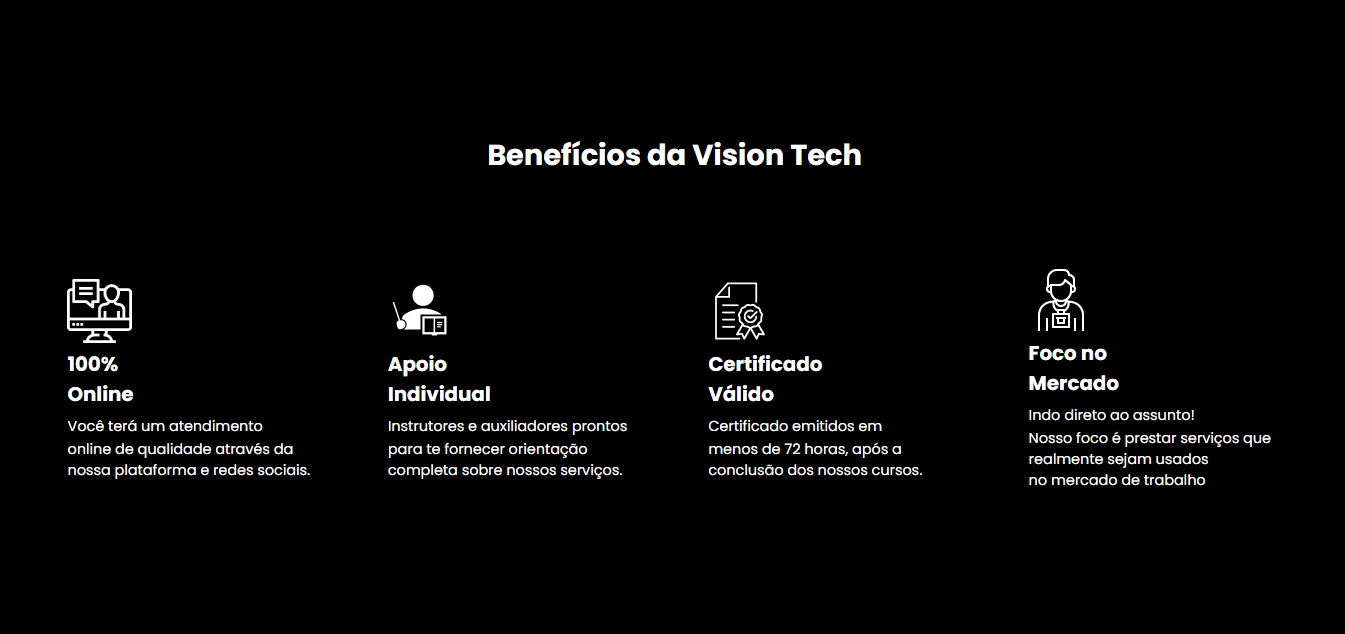 Benefícios da Vision Tech
100%
Online
Você terá um atendimento
online de qualidade através da
nossa plataforma e redes sociais.
Apoio
Individual
Instrutores e auxiliadores prontos
para te fornecer orientação
completa sobre nossos serviços.
Certificado
Válido
Certificado emitidos em
menos de 72 horas, após a
conclusão dos nossos cursos.
Foco no
Mercado
Indo direto ao assunto!
Nosso foco é prestar serviços que
realmente sejam usados
no mercado de trabalho